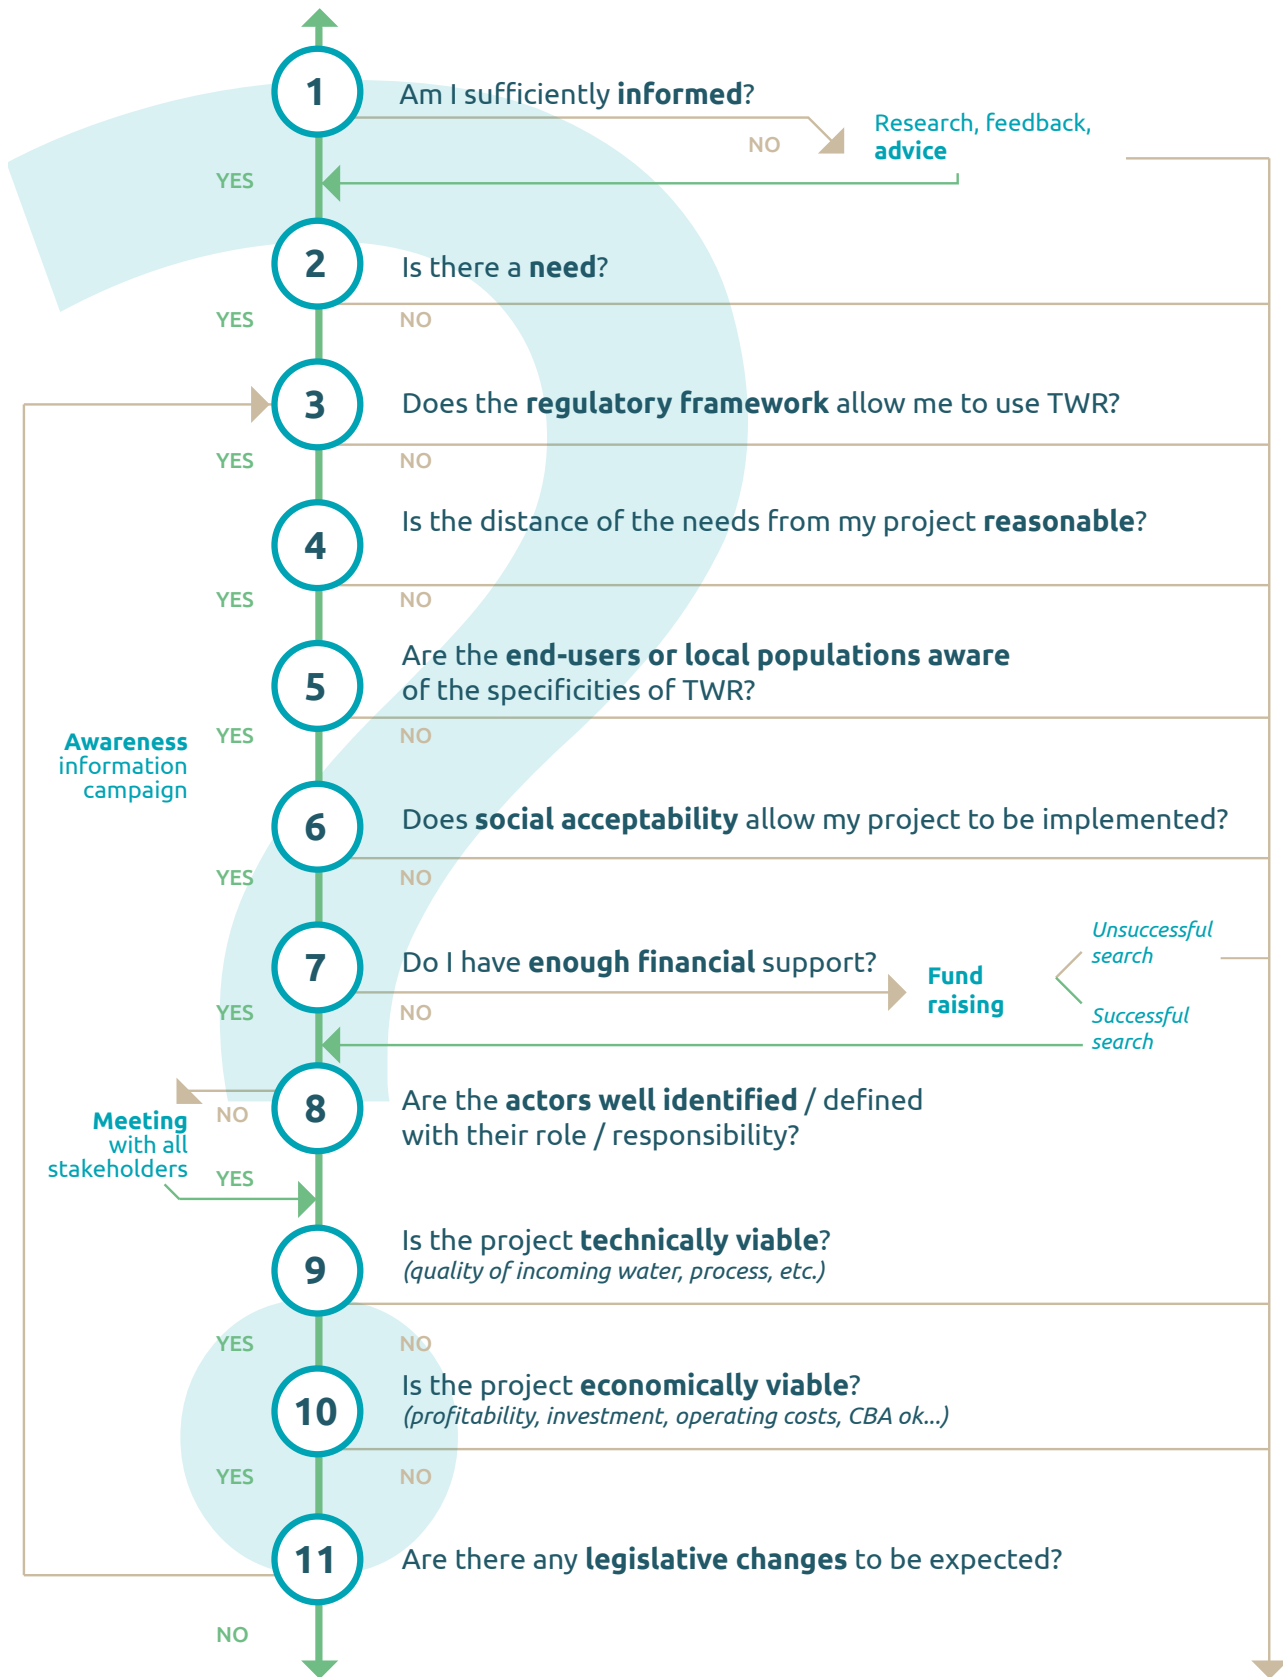 1
Am I sufficiently informed?
NO
Research, feedback,
advice
YES
2
Is there a need?
YES
NO
3
Does the regulatory framework allow me to use TWR?
YES
NO
4
Is the distance of the needs from my project reasonable?
YES
NO
5
Are the end-users or local populations aware
of the specificities of TWR?
YES
NO
Awareness
information
campaign
6
Does social acceptability allow my project to be implemented?
YES
NO
7
Do I have enough financial support?
YES
NO
Fund
raising
Unsuccessful
search
Successful
search
8
Are the actors well identified / defined
with their role / responsibility?
NO
Meeting
with all
stakeholders
YES
9
Is the project technically viable?
(quality of incoming water, process, etc.)
YES
NO
10
Is the project economically viable?
(profitability, investment, operating costs, CBA ok...)
YES
NO
11
Are there any legislative changes to be expected?
NO